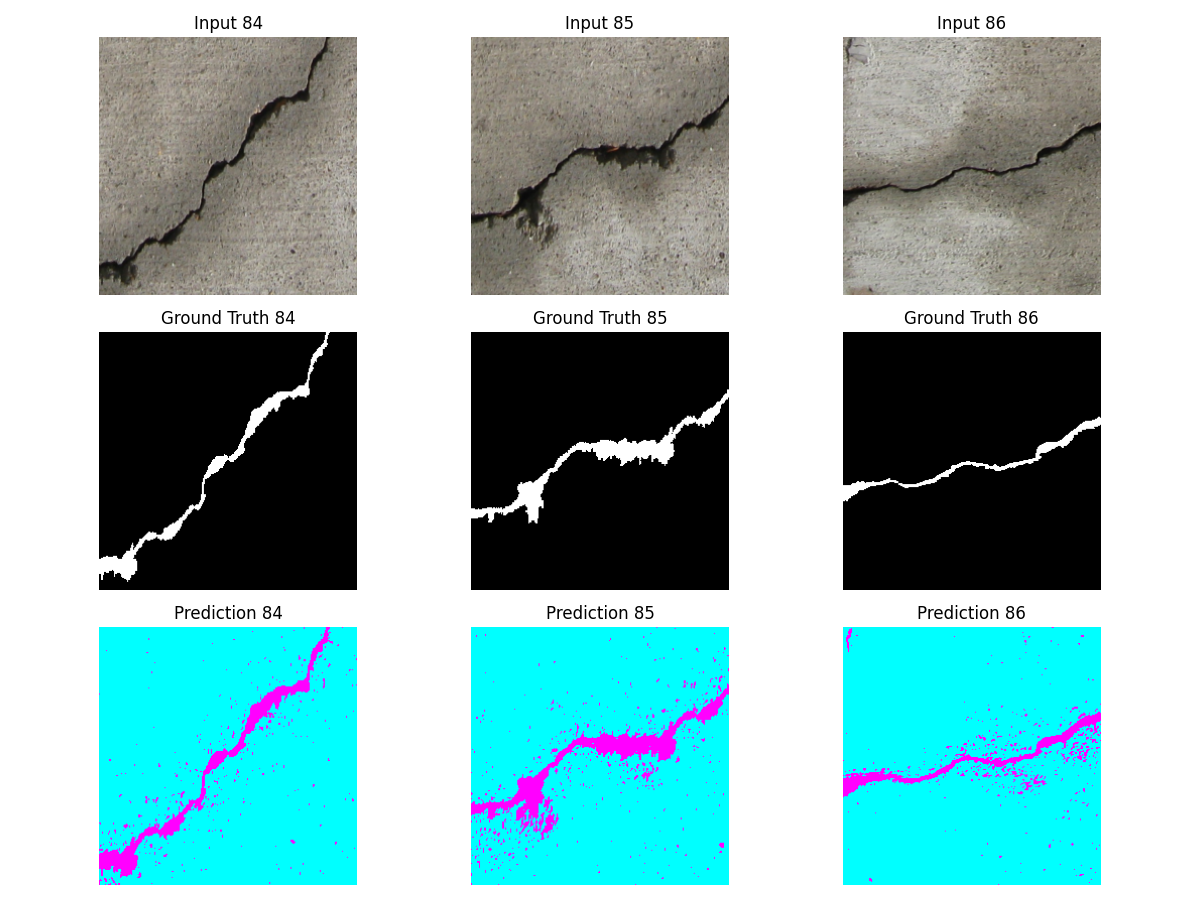 Input 84
Input 85
Input 86
Ground Truth 84
Ground Truth 85
Ground Truth 86
Prediction 84
Prediction 85
Prediction 86